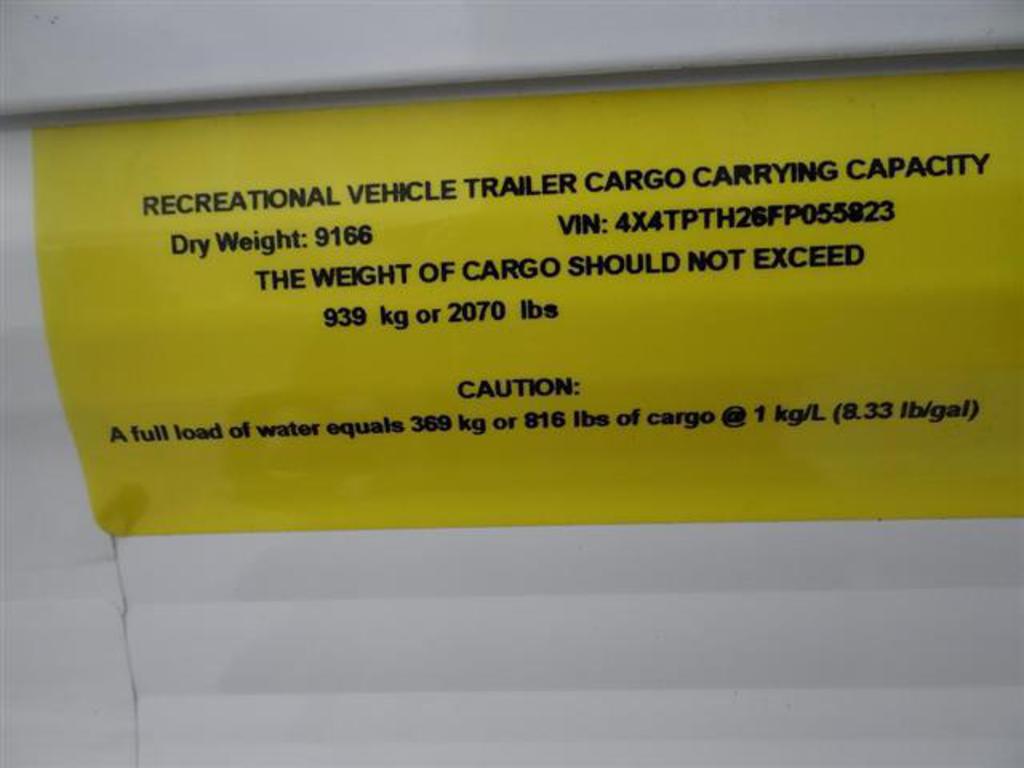 RECREATIONAL VEHICLE TRAILER CARGO CARRYING CAPACITY
Dry Weight: 9166 VIN: 4X4TPTH26FP055823
THE WEIGHT OF CARGO SHOULD NOT EXCEED
939 kg or 2070 lbs
CAUTION:
A full load of water equals 369 kg or 816 lbs of cargo @ 1 kg/L (8.33 lb/gal)